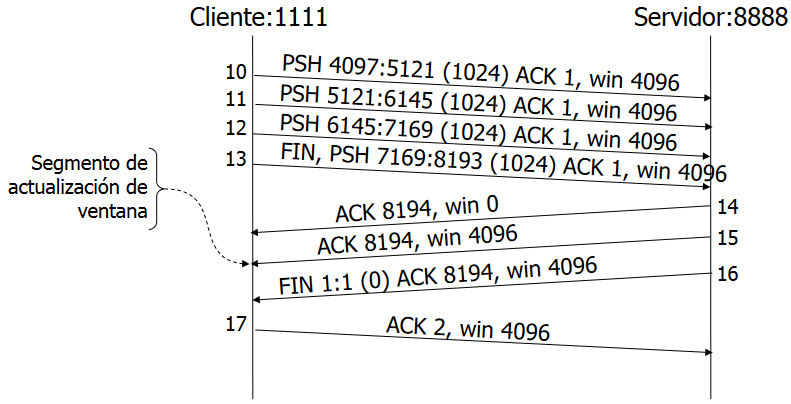 Cliente:1111
Servidor:8888
10
PSH 4097:5121 (1024) ACK 1, win 4096
11
PSH 5121:6145 (1024) ACK 1, win 4096
12
PSH 6145:7169 (1024) ACK 1, win 4096
13
FIN, PSH 7169:8193 (1024) ACK 1, win 4096
Segmento de
actualización de
ventana
ACK 8194, win 0
14
ACK 8194, win 4096
15
FIN 1:1 (0) ACK 8194, win 4096
16
17
ACK 2, win 4096